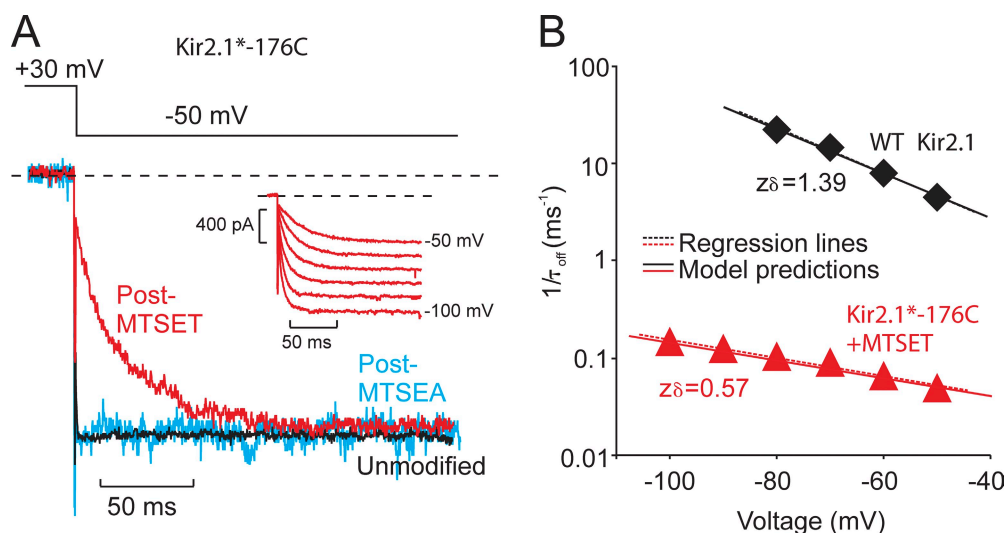 A
Kir2.1*-176C
+30 mV
-50 mV
400 pA
-50 mV
-100 mV
50 ms
Post-
MTSET
Post-
MTSEA
Unmodified
50 ms
B
100
10
1
0.1
0.01
1/τoff (ms-1)
WT Kir2.1
zδ=1.39
Regression lines
Model predictions
Kir2.1*-176C
+MTSET
zδ=0.57
-100
-80
-60
-40
Voltage (mV)